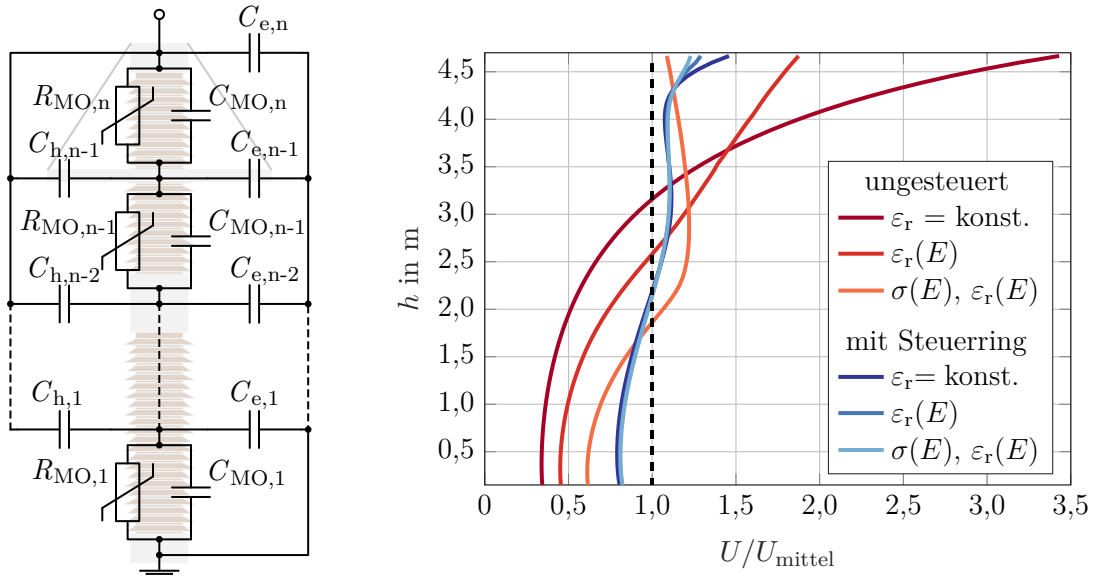 C_e,n
R_MO,n
C_MO,n
C_h,n-1
C_e,n-1
R_MO,n-1
C_MO,n-1
C_h,n-2
C_e,n-2
C_h,1
C_e,1
R_MO,1
C_MO,1
h in m
4,5
4,0
3,5
3,0
2,5
2,0
1,5
1,0
0,5
0
0,5
1,0
1,5
2,0
2,5
3,0
3,5
U/U_mittel
ungesteuert
ε_r = konst.
ε_r(E)
σ(E), ε_r(E)
mit Steuerring
ε_r= konst.
ε_r(E)
σ(E), ε_r(E)